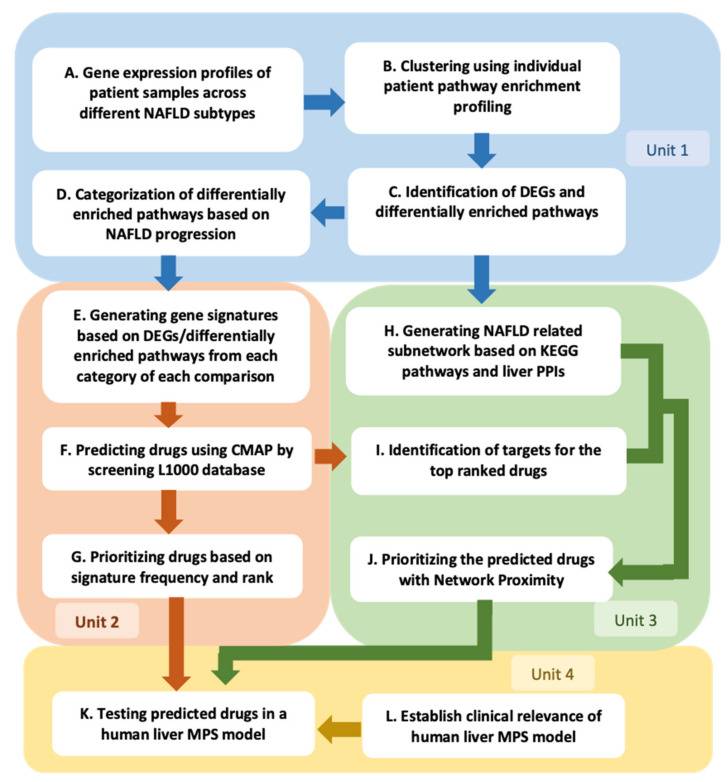 A. Gene expression profiles of
patient samples across
different NAFLD subtypes
B. Clustering using individual
patient pathway enrichment
profiling
Unit 1
D. Categorization of differentially
enriched pathways based on
NAFLD progression
C. Identification of DEGs and
differentially enriched pathways
E. Generating gene signatures
based on DEGs/differentially
enriched pathways from each
category of each comparison
H. Generating NAFLD related
subnetwork based on KEGG
pathways and liver PPIs
F. Predicting drugs using CMAP by
screening L1000 database
I. Identification of targets for the
top ranked drugs
G. Prioritizing drugs based on
signature frequency and rank
J. Prioritizing the predicted drugs
with Network Proximity
Unit 2
Unit 3
Unit 4
K. Testing predicted drugs in a
human liver MPS model
L. Establish clinical relevance of
human liver MPS model